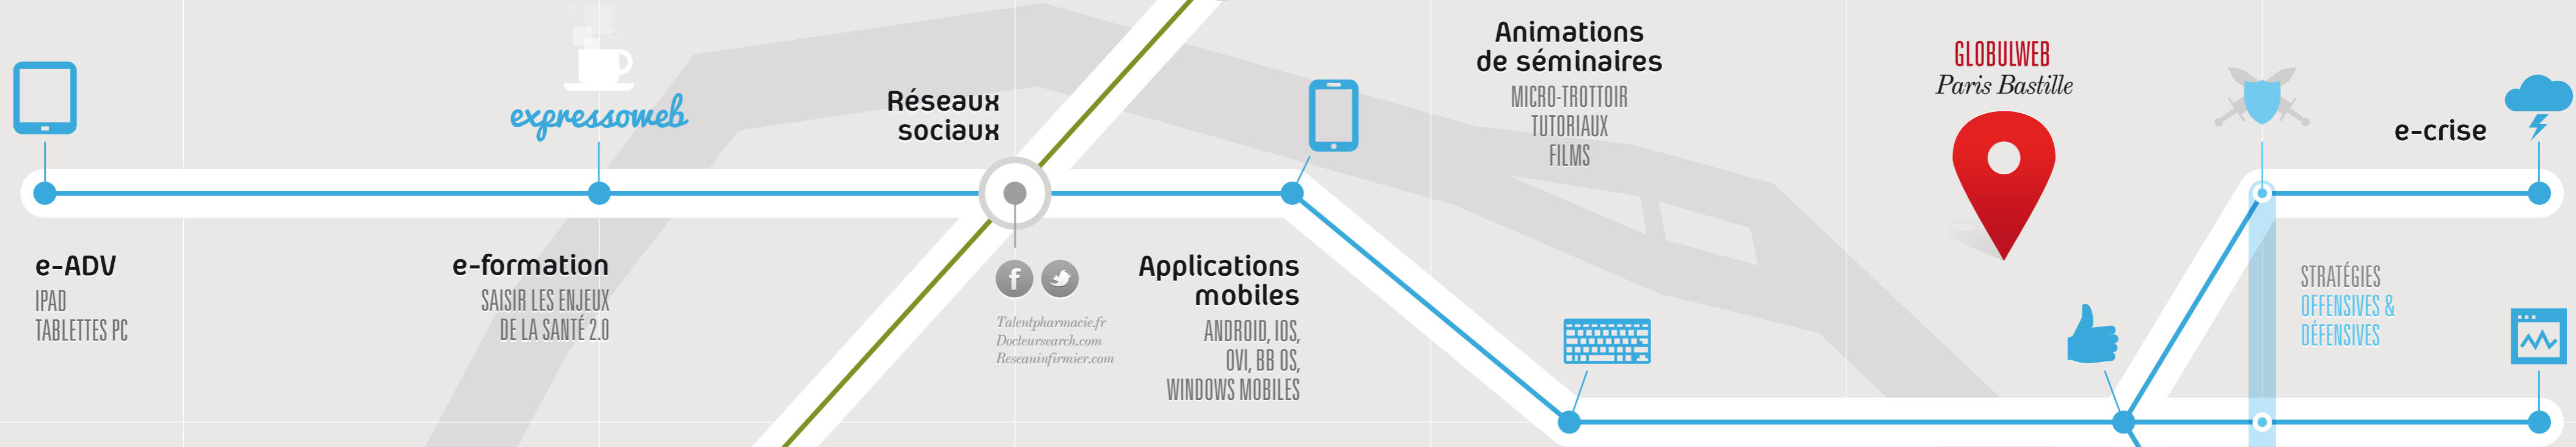 e-ADV
IPAD
TABLETTES PC
expressoweb
e-formation
SAISIR LES ENJEUX
DE LA SANTÉ 2.0
Réseaux
sociaux
f
Talentpharmacie.fr
Docteursearch.com
Reseauinfirmier.com
Applications
mobiles
ANDROID, IOS,
OVI, BB OS,
WINDOWS MOBILES
Animations
de séminaires
MICRO-TROTTOIR
TUTORIAUX
FILMS
GLOBULWEB
Paris Bastille
STRATÉGIES
OFFENSIVES &
DÉFENSIVES
e-crise